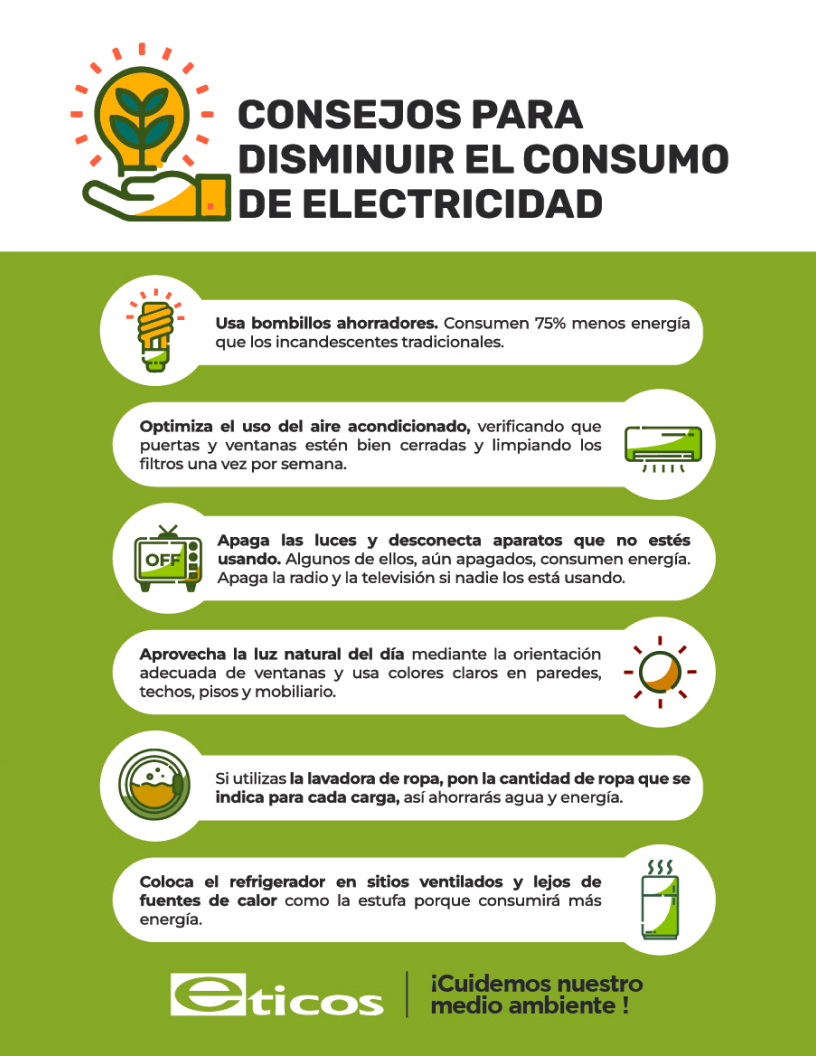 CONSEJOS PARA
DISMINUIR EL CONSUMO
DE ELECTRICIDAD
Usa bombillos ahorradores. Consumen 75% menos energía
que los incandescentes tradicionales.
Optimiza el uso del aire acondicionado, verificando que
puertas y ventanas estén bien cerradas y limpiando los
filtros una vez por semana.
OFF
Apaga las luces y desconecta aparatos que no estés
usando. Algunos de ellos, aún apagados, consumen energía.
Apaga la radio y la televisión si nadie los está usando.
Aprovecha la luz natural del día mediante la orientación
adecuada de ventanas y usa colores claros en paredes,
techos, pisos y mobiliario.
Si utilizas la lavadora de ropa, pon la cantidad de ropa que se
indica para cada carga, así ahorrarás agua y energía.
Coloca el refrigerador en sitios ventilados y lejos de
fuentes de calor como la estufa porque consumirá más
energía.
eticos
¡Cuidemos nuestro
medio ambiente !